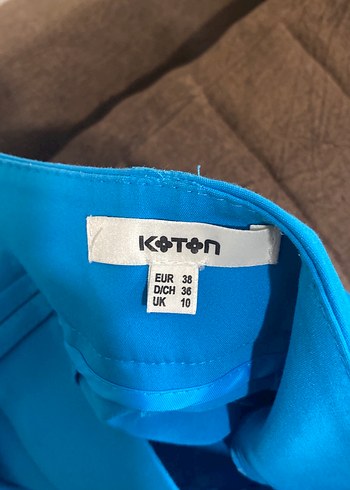 KOTON
EUR 38
D/CH 36
UK 10